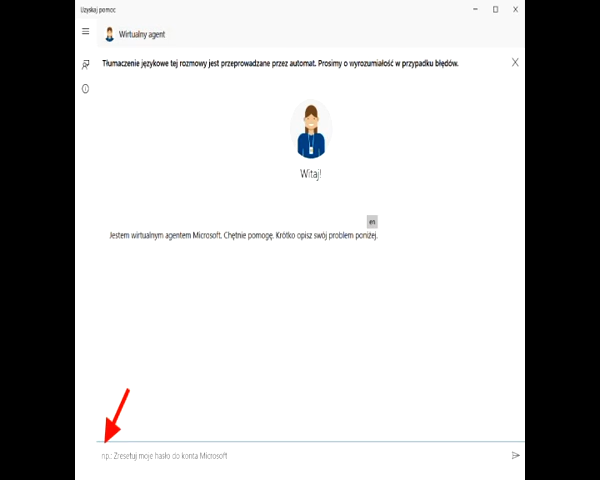 Uzyskaj pomoc
Wirtualny agent
Tłumaczenie językowe tej rozmowy jest przeprowadzane przez automat. Prosimy o wyrozumiałość w przypadku błędów.
Witaj!
en
Jestem wirtualnym agentem Microsoft. Chętnie pomogę. Krótko opisz swój problem poniżej.
np.: Zresetuj moje hasło do konta Microsoft